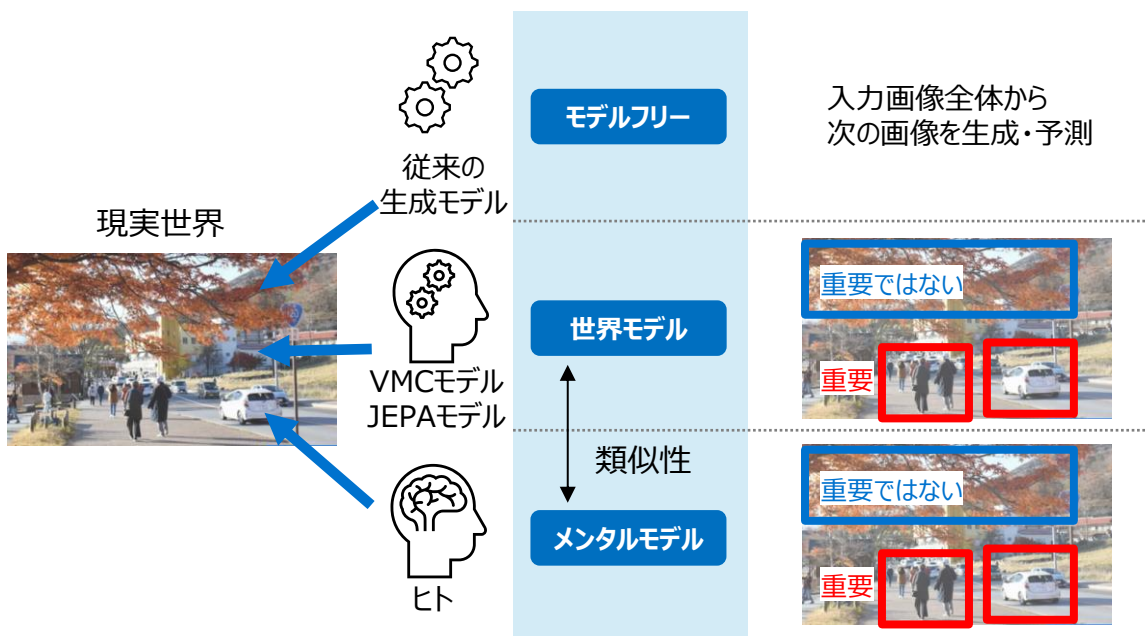 モデルフリー
入力画像全体から
次の画像を生成・予測
従来の
生成モデル
現実世界
重要ではない
世界モデル
重要
VMCモデル
JEPAモデル
類似性
重要ではない
メンタルモデル
重要
ヒト